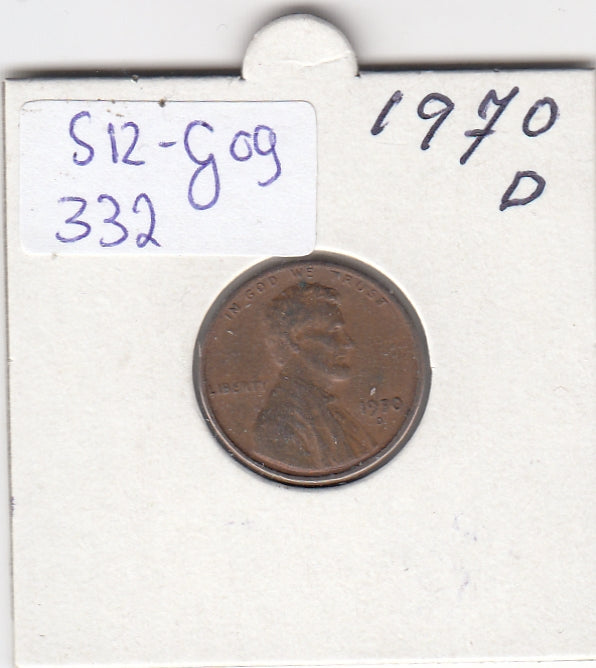 S12-G09
332
1970
D
IN GOD WE TRUST
LIBERTY
1970
D